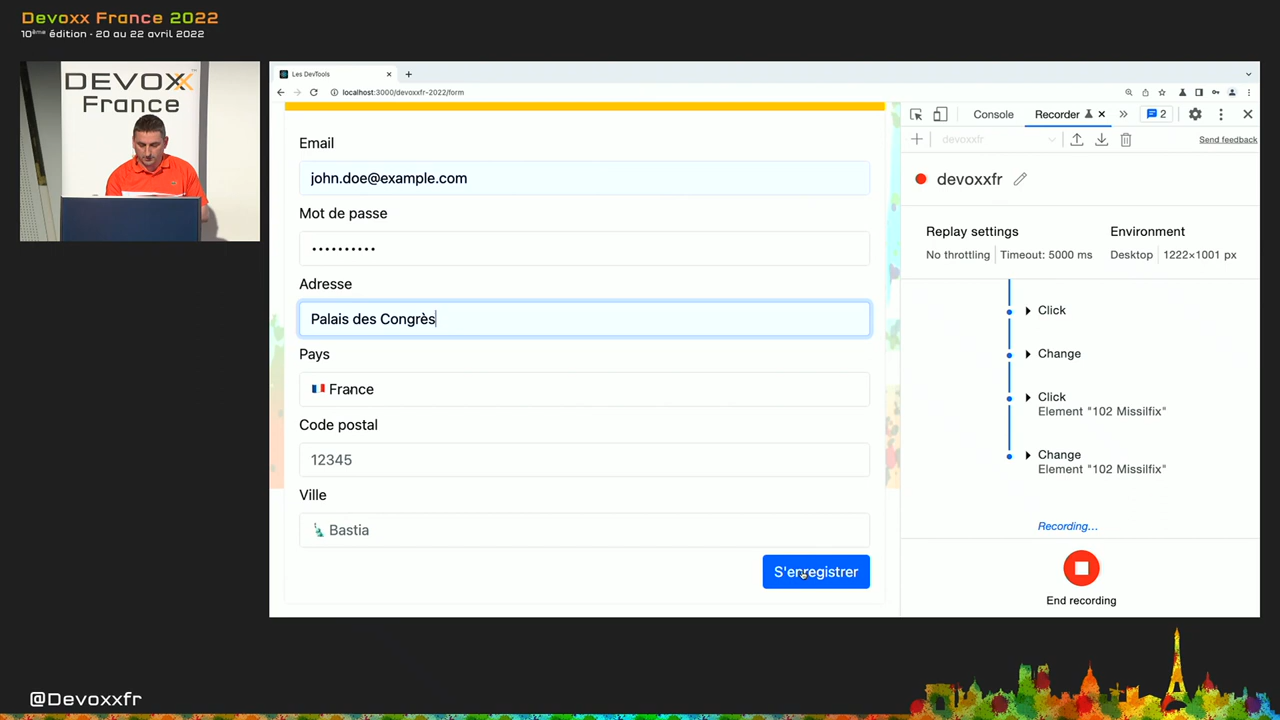 Devoxx France 2022
10ème édition - 20 au 22 avril 2022
DEVOXX™
France
Les DevTools
localhost:3000/devoxxfr-2022/form
Email
john.doe@example.com
Mot de passe
••••••••••
Adresse
Palais des Congrès
Pays
France
Code postal
12345
Ville
Bastia
S'enregistrer
Console
Recorder
2
devoxxfr
Send feedback
devoxxfr
Replay settings
No throttling
Timeout: 5000 ms
Environment
Desktop
1222×1001 px
Click
Change
Click
Element "102 Missilfix"
Change
Element "102 Missilfix"
Recording...
End recording
@Devoxxfr